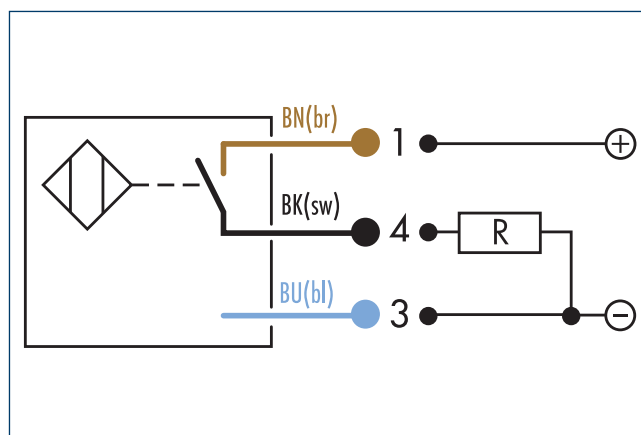 BN(br) 1 +
BK(sw) 4 R
BU(bl) 3 −